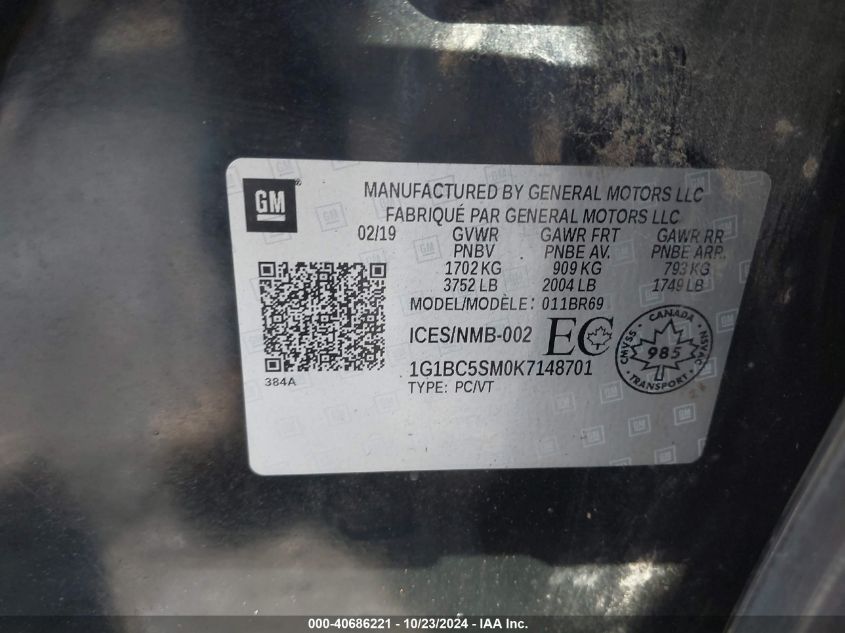 GM
MANUFACTURED BY GENERAL MOTORS LLC
FABRIQUÉ PAR GENERAL MOTORS LLC
02/19 GVWR GAWR FRT GAWR RR
PNBV PNBE AV. PNBE ARR.
1702 KG 909 KG 793 KG
3752 LB 2004 LB 1749 LB
MODEL/MODÈLE: 011BR69
ICES/NMB-002 EC
1G1BC5SM0K7148701
TYPE: PC/VT
384A
CANADA
CMVSS 985 NSVAC
TRANSPORT
000-40686221 - 10/23/2024 - IAA Holdings, Inc.